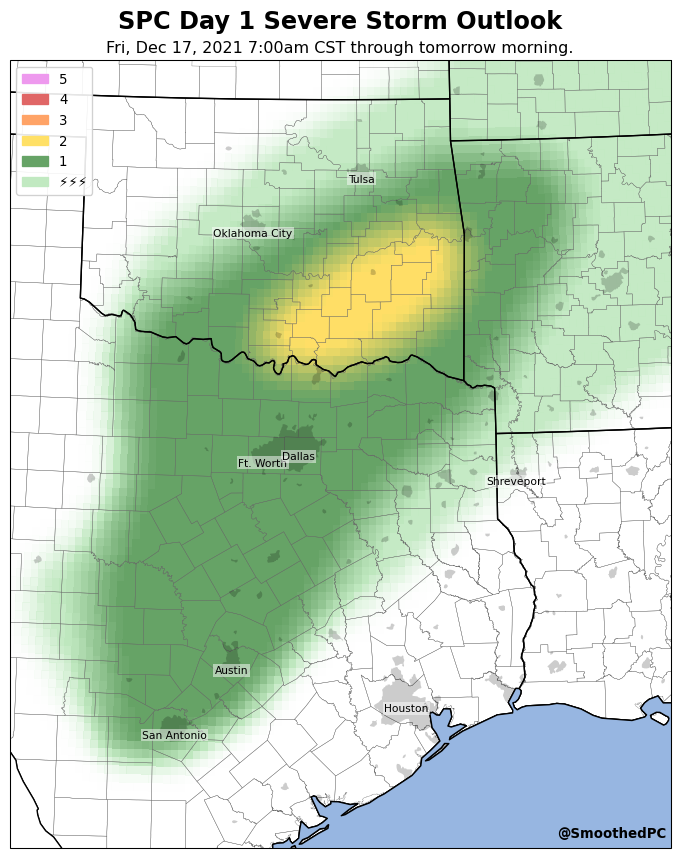 SPC Day 1 Severe Storm Outlook
Fri, Dec 17, 2021 7:00am CST through tomorrow morning.
5
4
3
2
1
⚡⚡⚡
Tulsa
Oklahoma City
Dallas
Ft. Worth
Shreveport
Austin
Houston
San Antonio
@SmoothedPC